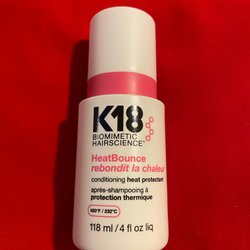 K18
BIOMIMETIC
HAIRSCIENCE
HeatBounce
rebondit la chaleur
conditioning heat protectant
après-shampooing à
protection thermique
450°F / 232°C
118 ml / 4 fl oz liq